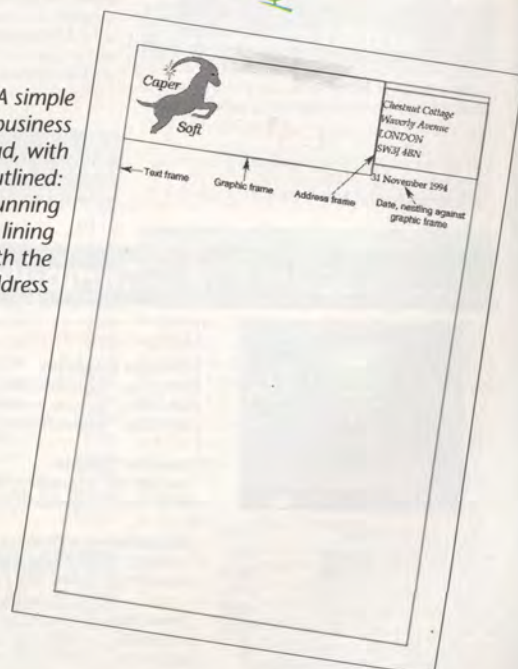 A simple
business
d, with
utlined:
unning
lining
th the
dress
Caper
Soft
Chestnut Cottage
Waverly Avenue
LONDON
SW3J 4BN
31 November 1994
Text frame
Graphic frame
Address frame
Date, nestling against
graphic frame